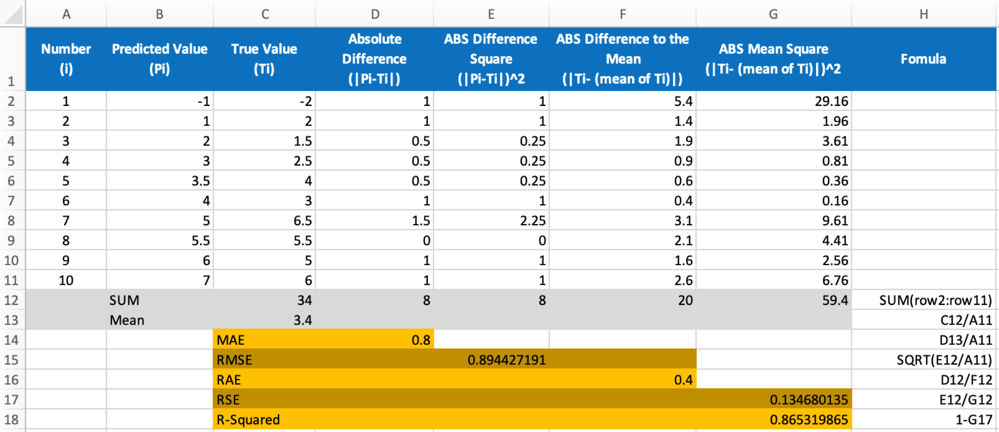 A B C D E F G H
1 Number (i) Predicted Value (Pi) True Value (Ti) Absolute Difference (|Pi-Ti|) ABS Difference Square (|Pi-Ti|)^2 ABS Difference to the Mean (|Ti- (mean of Ti)|) ABS Mean Square (|Ti- (mean of Ti)|)^2 Fomula
2 1 -1 -2 1 1 5.4 29.16
3 2 1 2 1 1 1.4 1.96
4 3 2 1.5 0.5 0.25 1.9 3.61
5 4 3 2.5 0.5 0.25 0.9 0.81
6 5 3.5 4 0.5 0.25 0.6 0.36
7 6 4 3 1 1 0.4 0.16
8 7 5 6.5 1.5 2.25 3.1 9.61
9 8 5.5 5.5 0 0 2.1 4.41
10 9 6 5 1 1 1.6 2.56
11 10 7 6 1 1 2.6 6.76
12 SUM 34 8 8 20 59.4 SUM(row2:row11)
13 Mean 3.4 C12/A11
14 MAE 0.8 D13/A11
15 RMSE 0.894427191 SQRT(E12/A11)
16 RAE 0.4 D12/F12
17 RSE 0.134680135 E12/G12
18 R-Squared 0.865319865 1-G17